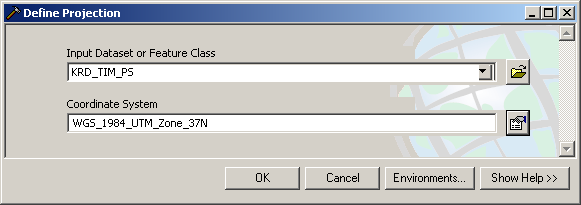 Define Projection
Input Dataset or Feature Class
KRD_TIM_PS
Coordinate System
WGS_1984_UTM_Zone_37N
OK Cancel Environments... Show Help >>